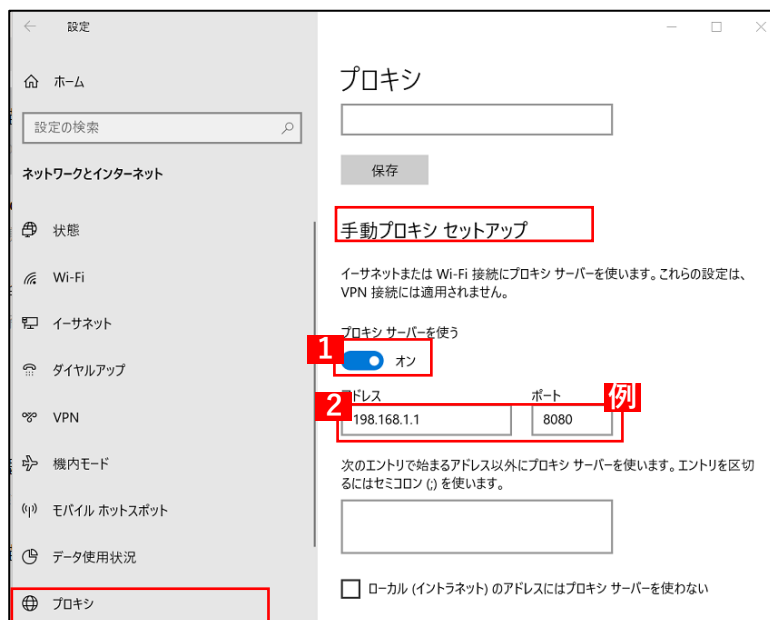 設定
ホーム
設定の検索
ネットワークとインターネット
状態
Wi-Fi
イーサネット
ダイヤルアップ
VPN
機内モード
モバイル ホットスポット
データ使用状況
プロキシ
プロキシ
保存
手動プロキシ セットアップ
イーサネットまたは Wi-Fi 接続にプロキシ サーバーを使います。これらの設定は、
VPN 接続には適用されません。
プロキシ サーバーを使う
1
オン
アドレス
ポート
例
2
198.168.1.1
8080
次のエントリで始まるアドレス以外にプロキシ サーバーを使います。エントリを区切
るにはセミコロン (;) を使います。
ローカル (イントラネット) のアドレスにはプロキシ サーバーを使わない